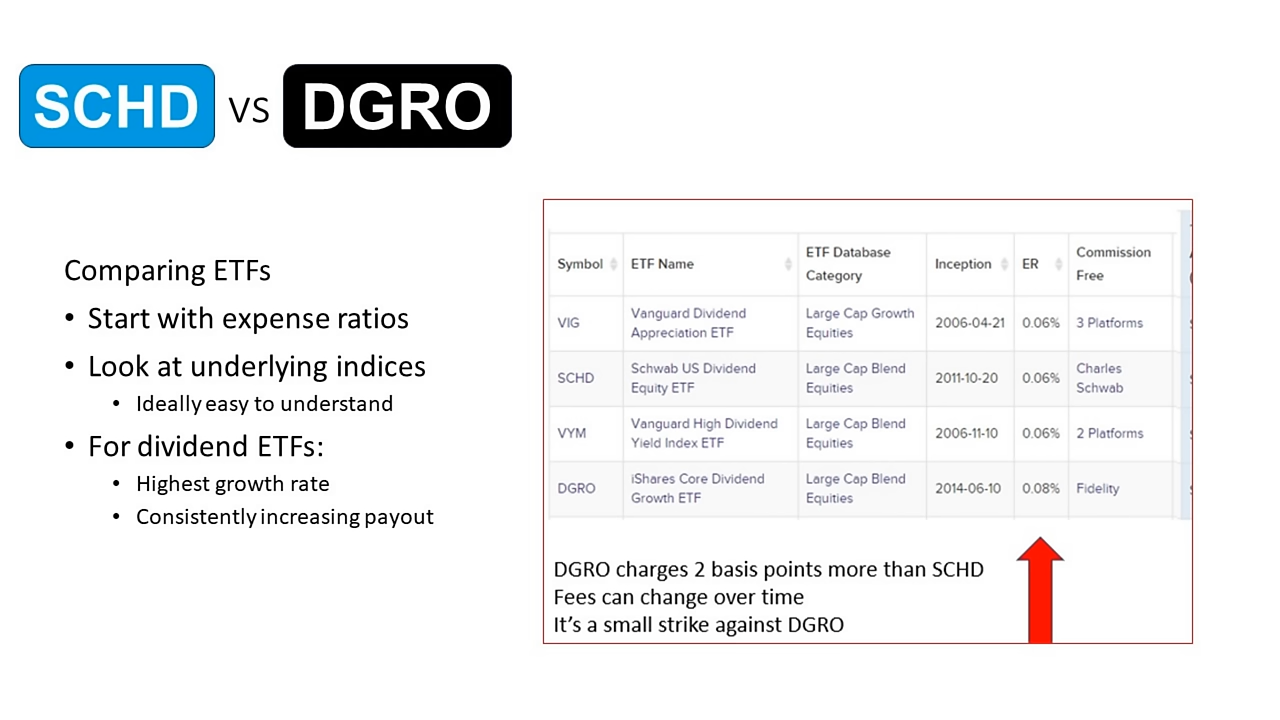 SCHD vs DGRO
Comparing ETFs
• Start with expense ratios
• Look at underlying indices
• Ideally easy to understand
• For dividend ETFs:
• Highest growth rate
• Consistently increasing payout
Symbol ETF Name ETF Database Category Inception ER Commission Free
VIG Vanguard Dividend Appreciation ETF Large Cap Growth Equities 2006-04-21 0.06% 3 Platforms
SCHD Schwab US Dividend Equity ETF Large Cap Blend Equities 2011-10-20 0.06% Charles Schwab
VYM Vanguard High Dividend Yield Index ETF Large Cap Blend Equities 2006-11-10 0.06% 2 Platforms
DGRO iShares Core Dividend Growth ETF Large Cap Blend Equities 2014-06-10 0.08% Fidelity
DGRO charges 2 basis points more than SCHD
Fees can change over time
It's a small strike against DGRO